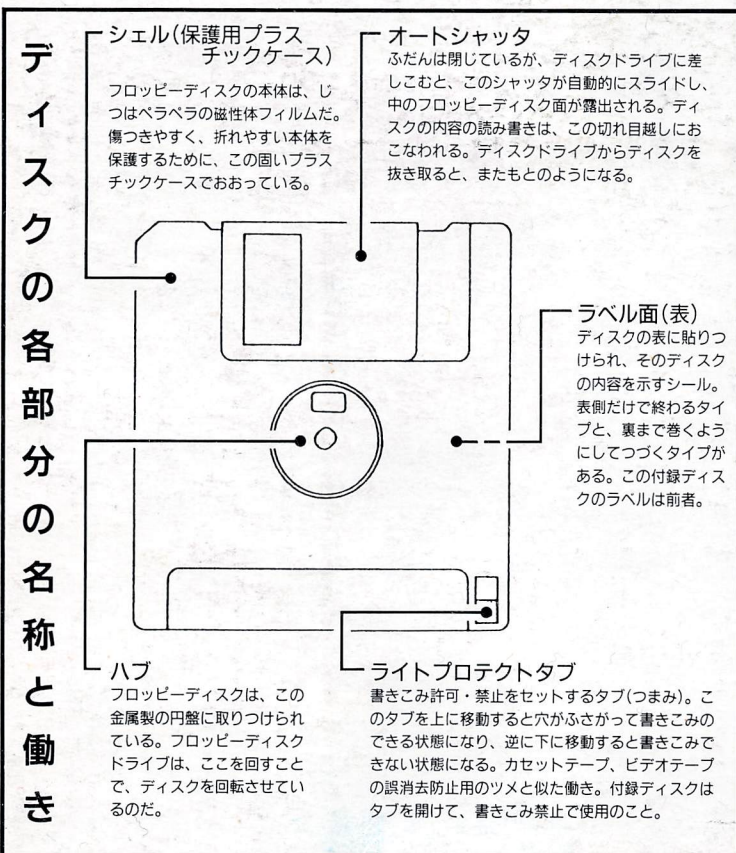 ディスクの各部分の名称と働き
シェル(保護用プラス
チックケース)
フロッピーディスクの本体は、じ
つはペラペラの磁性体フィルムだ。
傷つきやすく、折れやすい本体を
保護するために、この固いプラス
チックケースでおおっている。
オートシャッタ
ふだんは閉じているが、ディスクドライブに差
しこむと、このシャッタが自動的にスライドし、
中のフロッピーディスク面が露出される。ディ
スクの内容の読み書きは、この切れ目越しにお
こなわれる。ディスクドライブからディスクを
抜き取ると、またもとのようになる。
ラベル面(表)
ディスクの表に貼りつ
けられ、そのディスク
の内容を示すシール。
表側だけで終わるタイ
プと、裏まで巻くよう
にしてつづくタイプが
ある。この付録ディス
クのラベルは前者。
ハブ
フロッピーディスクは、この
金属製の円盤に取りつけられ
ている。フロッピーディスク
ドライブは、ここを回すこと
で、ディスクを回転させてい
るのだ。
ライトプロテクトタブ
書きこみ許可・禁止をセットするタブ(つまみ)。こ
のタブを上に移動すると穴がふさがって書きこみの
できる状態になり、逆に下に移動すると書きこみで
きない状態になる。カセットテープ、ビデオテープ
の誤消去防止用のツメと似た働き。付録ディスクは
タブを開けて、書きこみ禁止で使用のこと。